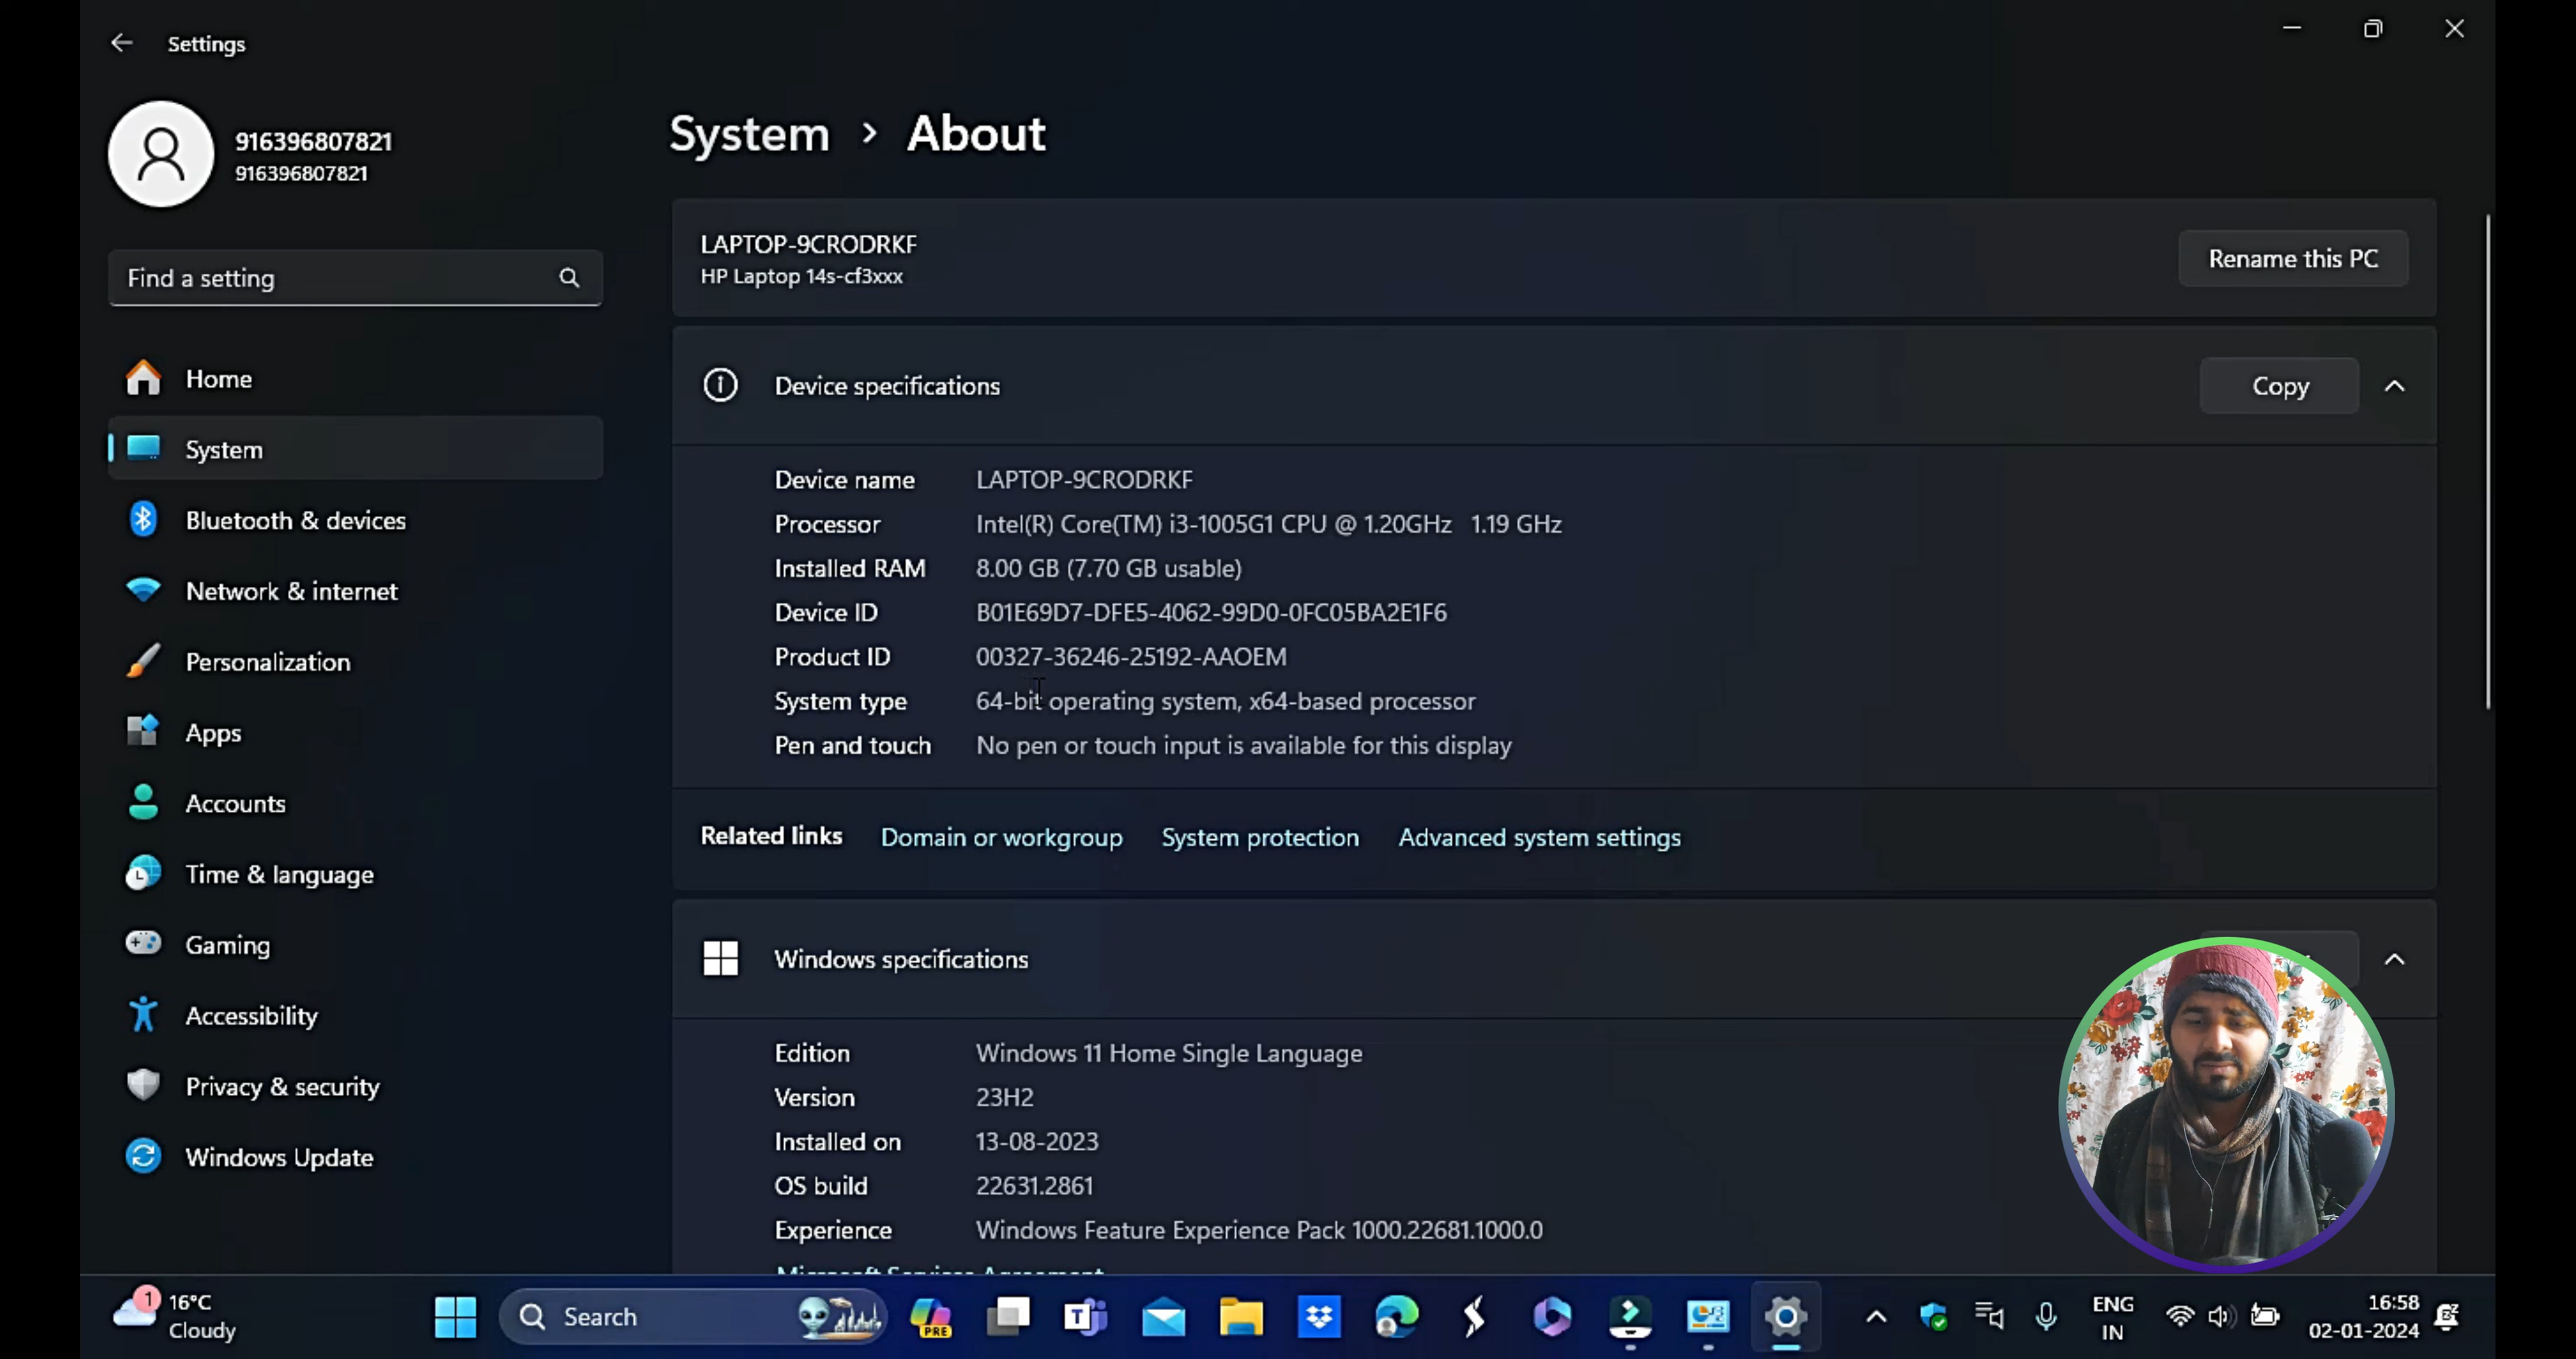 Settings
916396807821
916396807821
Find a setting
Home
System
Bluetooth & devices
Network & internet
Personalization
Apps
Accounts
Time & language
Gaming
Accessibility
Privacy & security
Windows Update
System > About
LAPTOP-9CRODRKF
HP Laptop 14s-cf3xxx
Rename this PC
Device specifications
Copy
Device name LAPTOP-9CRODRKF
Processor Intel(R) Core(TM) i3-1005G1 CPU @ 1.20GHz 1.19 GHz
Installed RAM 8.00 GB (7.70 GB usable)
Device ID B01E69D7-DFE5-4062-99D0-0FC05BA2E1F6
Product ID 00327-36246-25192-AAOEM
System type 64-bit operating system, x64-based processor
Pen and touch No pen or touch input is available for this display
Related links Domain or workgroup System protection Advanced system settings
Windows specifications
Edition Windows 11 Home Single Language
Version 23H2
Installed on 13-08-2023
OS build 22631.2861
Experience Windows Feature Experience Pack 1000.22681.1000.0
Microsoft Services Agreement
1
16°C
Cloudy
Search
PRE
T
ENG
IN
16:58
02-01-2024